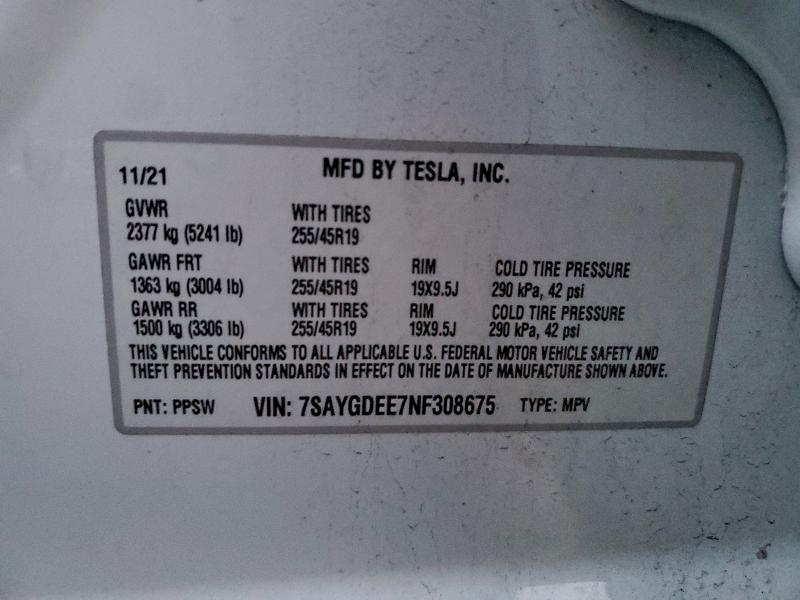 11/21 MFD BY TESLA, INC.
GVWR WITH TIRES
2377 kg (5241 lb) 255/45R19
GAWR FRT WITH TIRES RIM COLD TIRE PRESSURE
1363 kg (3004 lb) 255/45R19 19X9.5J 290 kPa, 42 psi
GAWR RR WITH TIRES RIM COLD TIRE PRESSURE
1500 kg (3306 lb) 255/45R19 19X9.5J 290 kPa, 42 psi
THIS VEHICLE CONFORMS TO ALL APPLICABLE U.S. FEDERAL MOTOR VEHICLE SAFETY AND
THEFT PREVENTION STANDARDS IN EFFECT ON THE DATE OF MANUFACTURE SHOWN ABOVE.
PNT: PPSW VIN: 7SAYGDEE7NF308675 TYPE: MPV